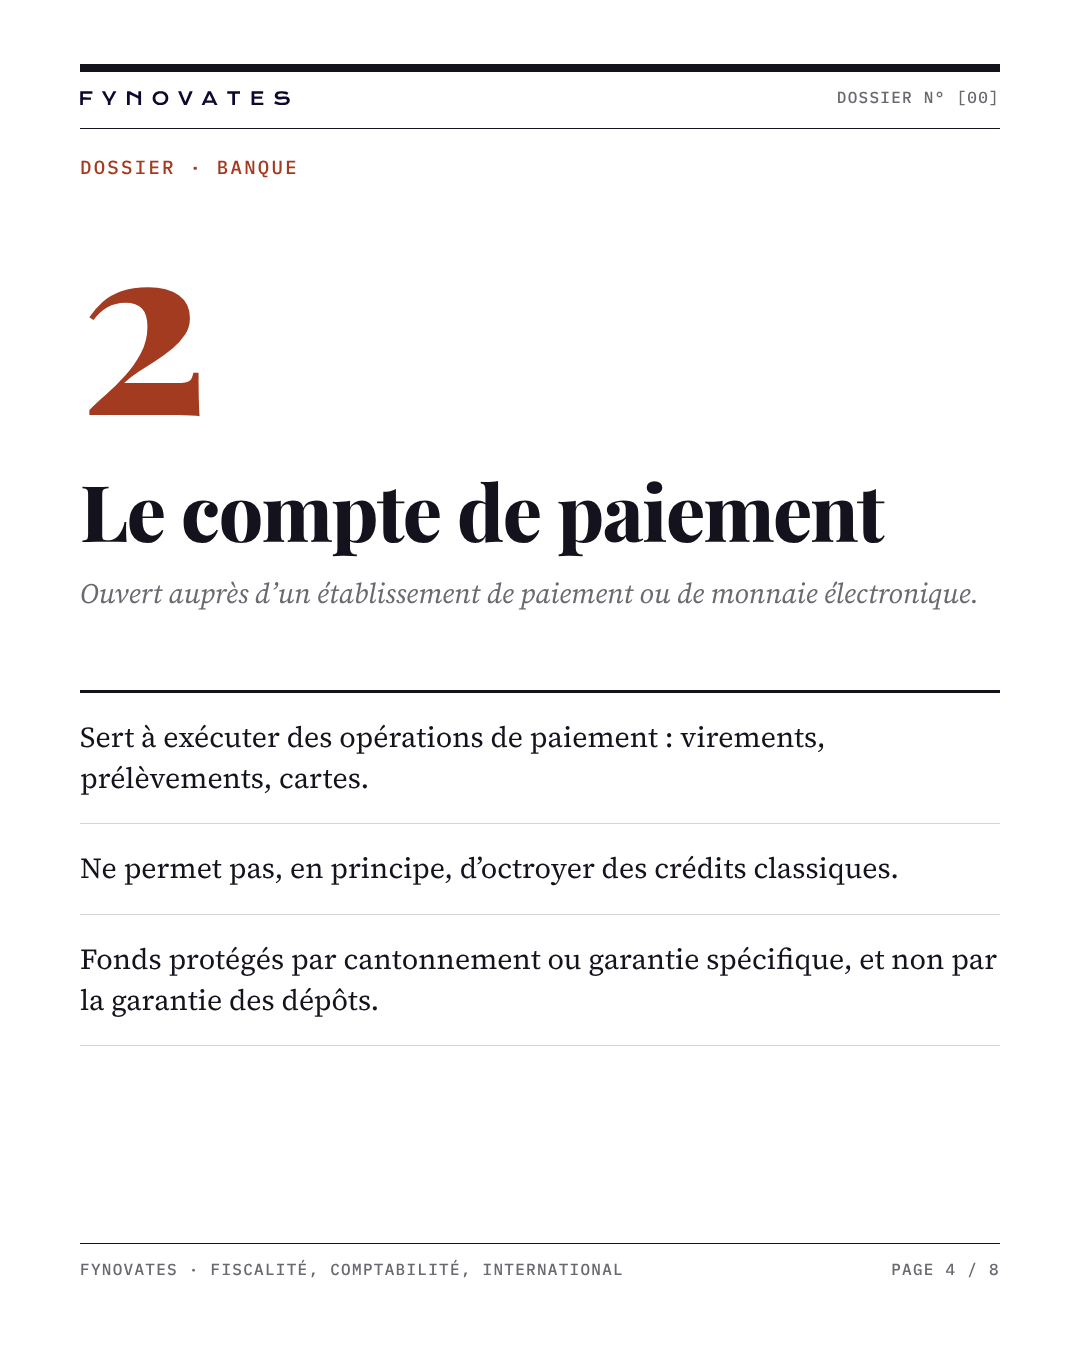 FYNOVATES
DOSSIER N° [00]
DOSSIER · BANQUE
2
Le compte de paiement
Ouvert auprès d’un établissement de paiement ou de monnaie électronique.
Sert à exécuter des opérations de paiement : virements,
prélèvements, cartes.
Ne permet pas, en principe, d’octroyer des crédits classiques.
Fonds protégés par cantonnement ou garantie spécifique, et non par
la garantie des dépôts.
FYNOVATES · FISCALITÉ, COMPTABILITÉ, INTERNATIONAL
PAGE 4 / 8